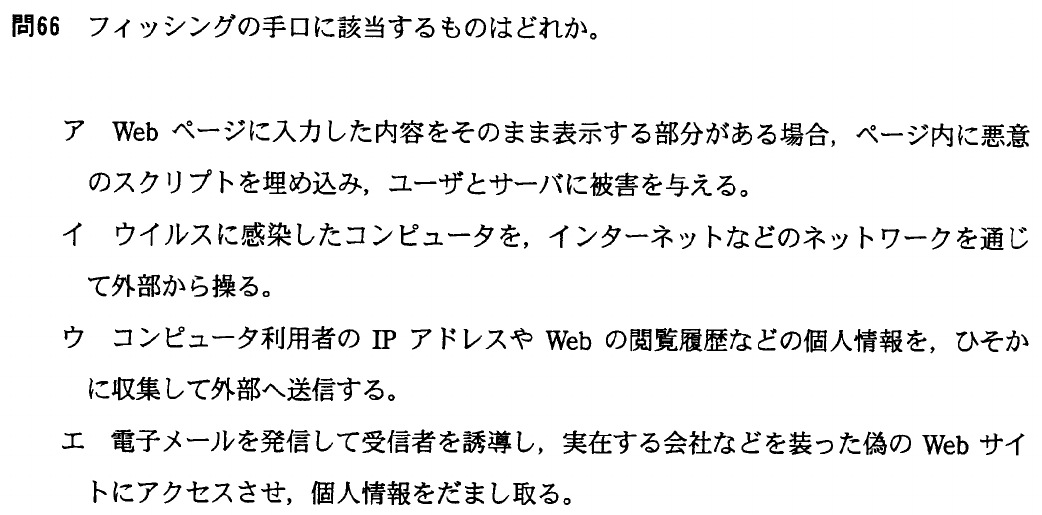 問66 フィッシングの手口に該当するものはどれか。
ア Web ページに入力した内容をそのまま表示する部分がある場合，ページ内に悪意
のスクリプトを埋め込み，ユーザとサーバに被害を与える。
イ ウイルスに感染したコンピュータを，インターネットなどのネットワークを通じ
て外部から操る。
ウ コンピュータ利用者の IP アドレスや Web の閲覧履歴などの個人情報を，ひそか
に収集して外部へ送信する。
エ 電子メールを発信して受信者を誘導し，実在する会社などを装った偽の Web サイ
トにアクセスさせ，個人情報をだまし取る。